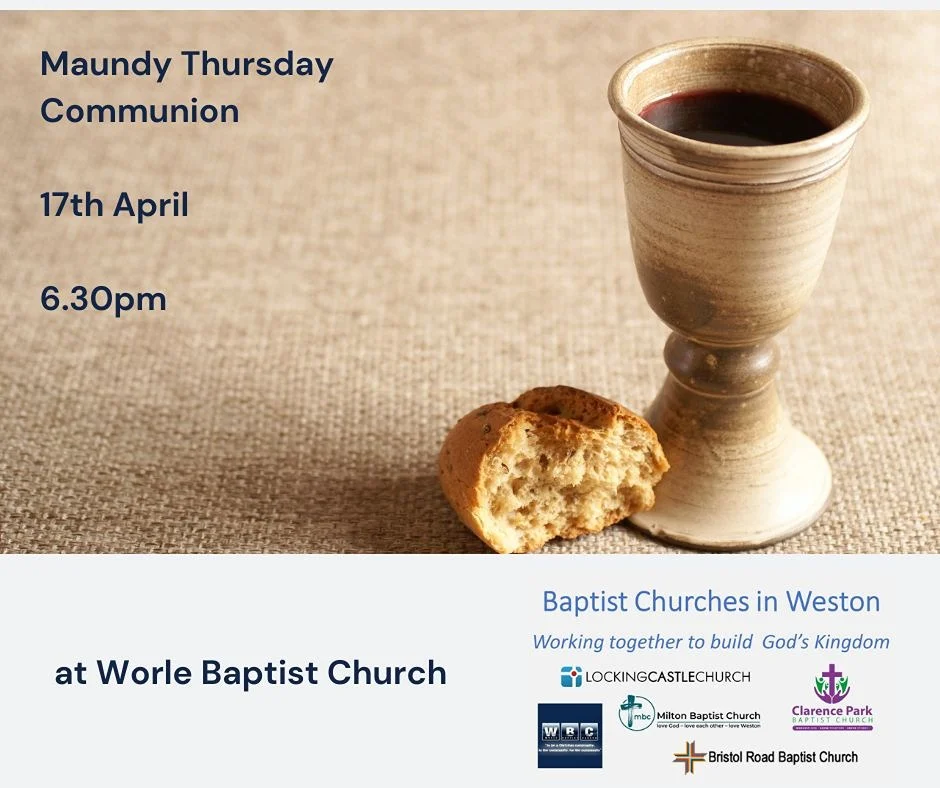 Maundy Thursday
Communion
17th April
6.30pm
at Worle Baptist Church
Baptist Churches in Weston
Working together to build God's Kingdom
LOCKINGCASTLECHURCH
Clarence Park
BAPTIST CHURCH
mbc
Milton Baptist Church
love God - love each other - love Weston
WBC
Bristol Road Baptist Church